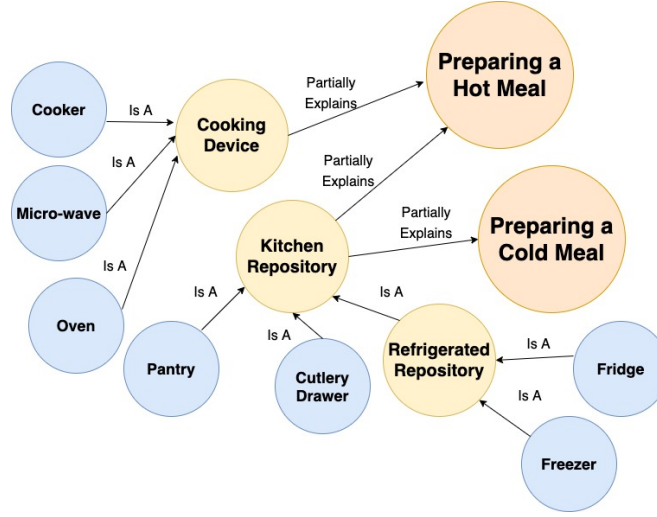 Preparing a
Hot Meal
Partially
Explains
Cooker
Is A
Cooking
Device
Is A
Partially
Explains
Micro-wave
Partially
Explains
Preparing a
Cold Meal
Kitchen
Repository
Is A
Is A
Is A
Oven
Is A
Is A
Pantry
Refrigerated
Repository
Fridge
Cutlery
Drawer
Is A
Freezer